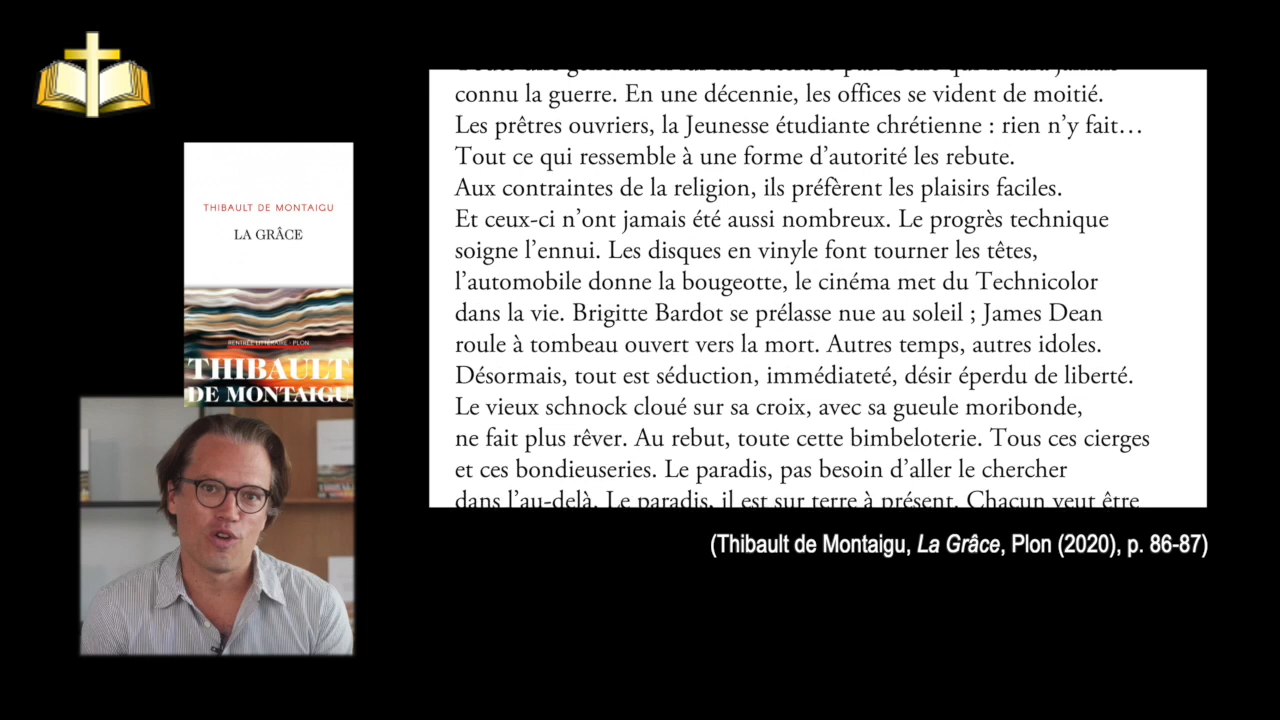 THIBAULT DE MONTAIGU
LA GRÂCE
RENTRÉE LITTÉRAIRE · PLON
THIBAULT
DE MONTAIGU
connu la guerre. En une décennie, les offices se vident de moitié.
Les prêtres ouvriers, la Jeunesse étudiante chrétienne : rien n’y fait…
Tout ce qui ressemble à une forme d’autorité les rebute.
Aux contraintes de la religion, ils préfèrent les plaisirs faciles.
Et ceux-ci n’ont jamais été aussi nombreux. Le progrès technique
soigne l’ennui. Les disques en vinyle font tourner les têtes,
l’automobile donne la bougeotte, le cinéma met du Technicolor
dans la vie. Brigitte Bardot se prélasse nue au soleil ; James Dean
roule à tombeau ouvert vers la mort. Autres temps, autres idoles.
Désormais, tout est séduction, immédiateté, désir éperdu de liberté.
Le vieux schnock cloué sur sa croix, avec sa gueule moribonde,
ne fait plus rêver. Au rebut, toute cette bimbeloterie. Tous ces cierges
et ces bondieuseries. Le paradis, pas besoin d’aller le chercher
dans l’au-delà. Le paradis, il est sur terre à présent. Chacun veut être
(Thibault de Montaigu, La Grâce, Plon (2020), p. 86-87)